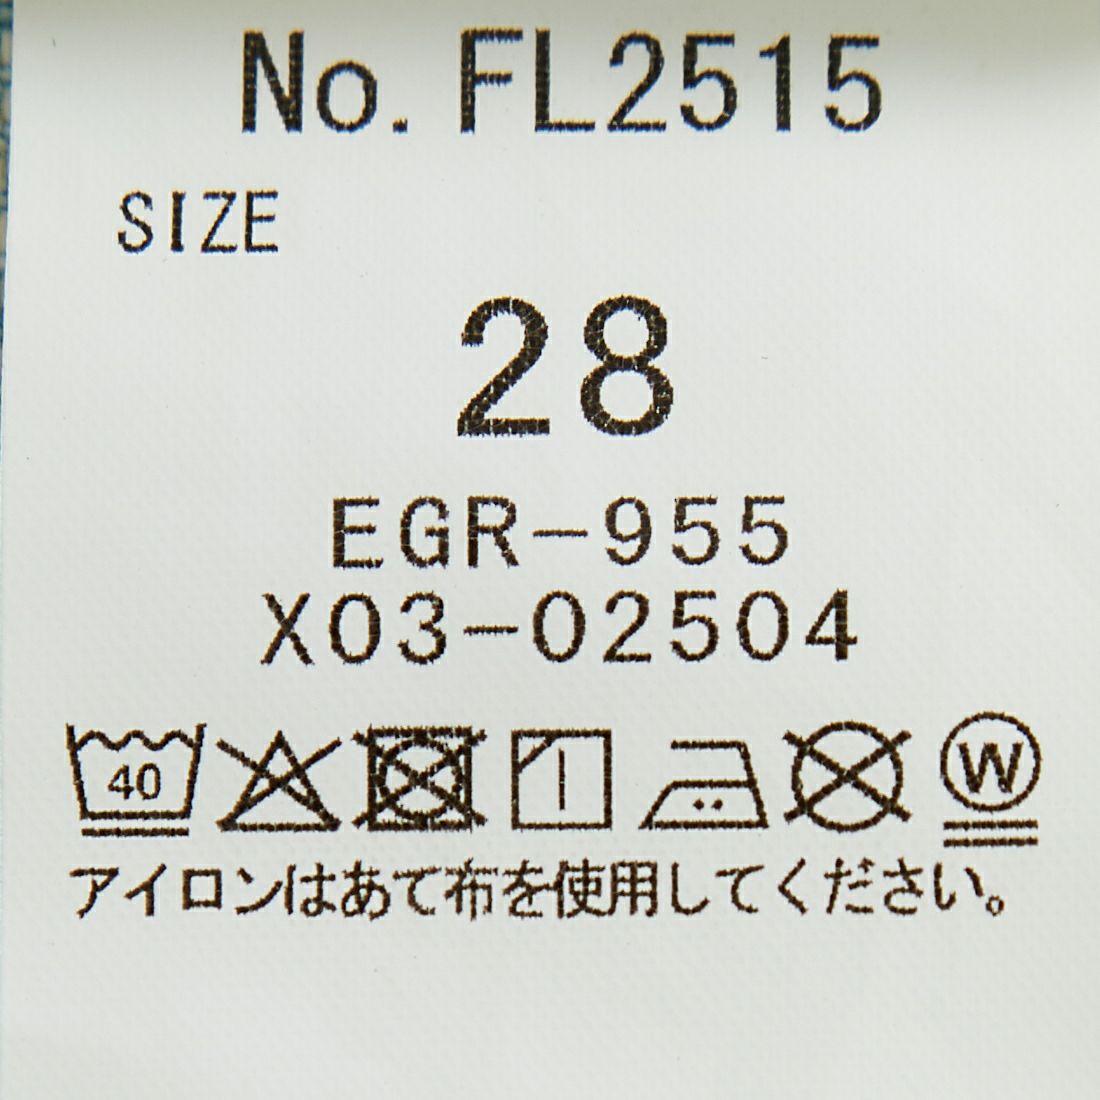 No. FL2515
SIZE
28
EGR-955
X03-02504
40 W
アイロンはあて布を使用してください。